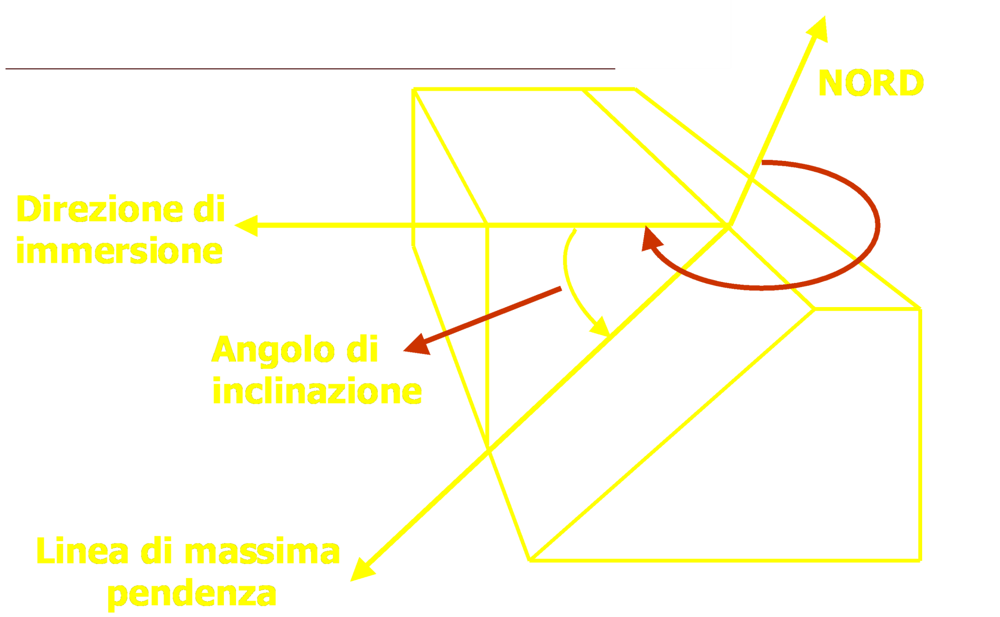 NORD
Direzione di
immersione
Angolo di
inclinazione
Linea di massima
pendenza